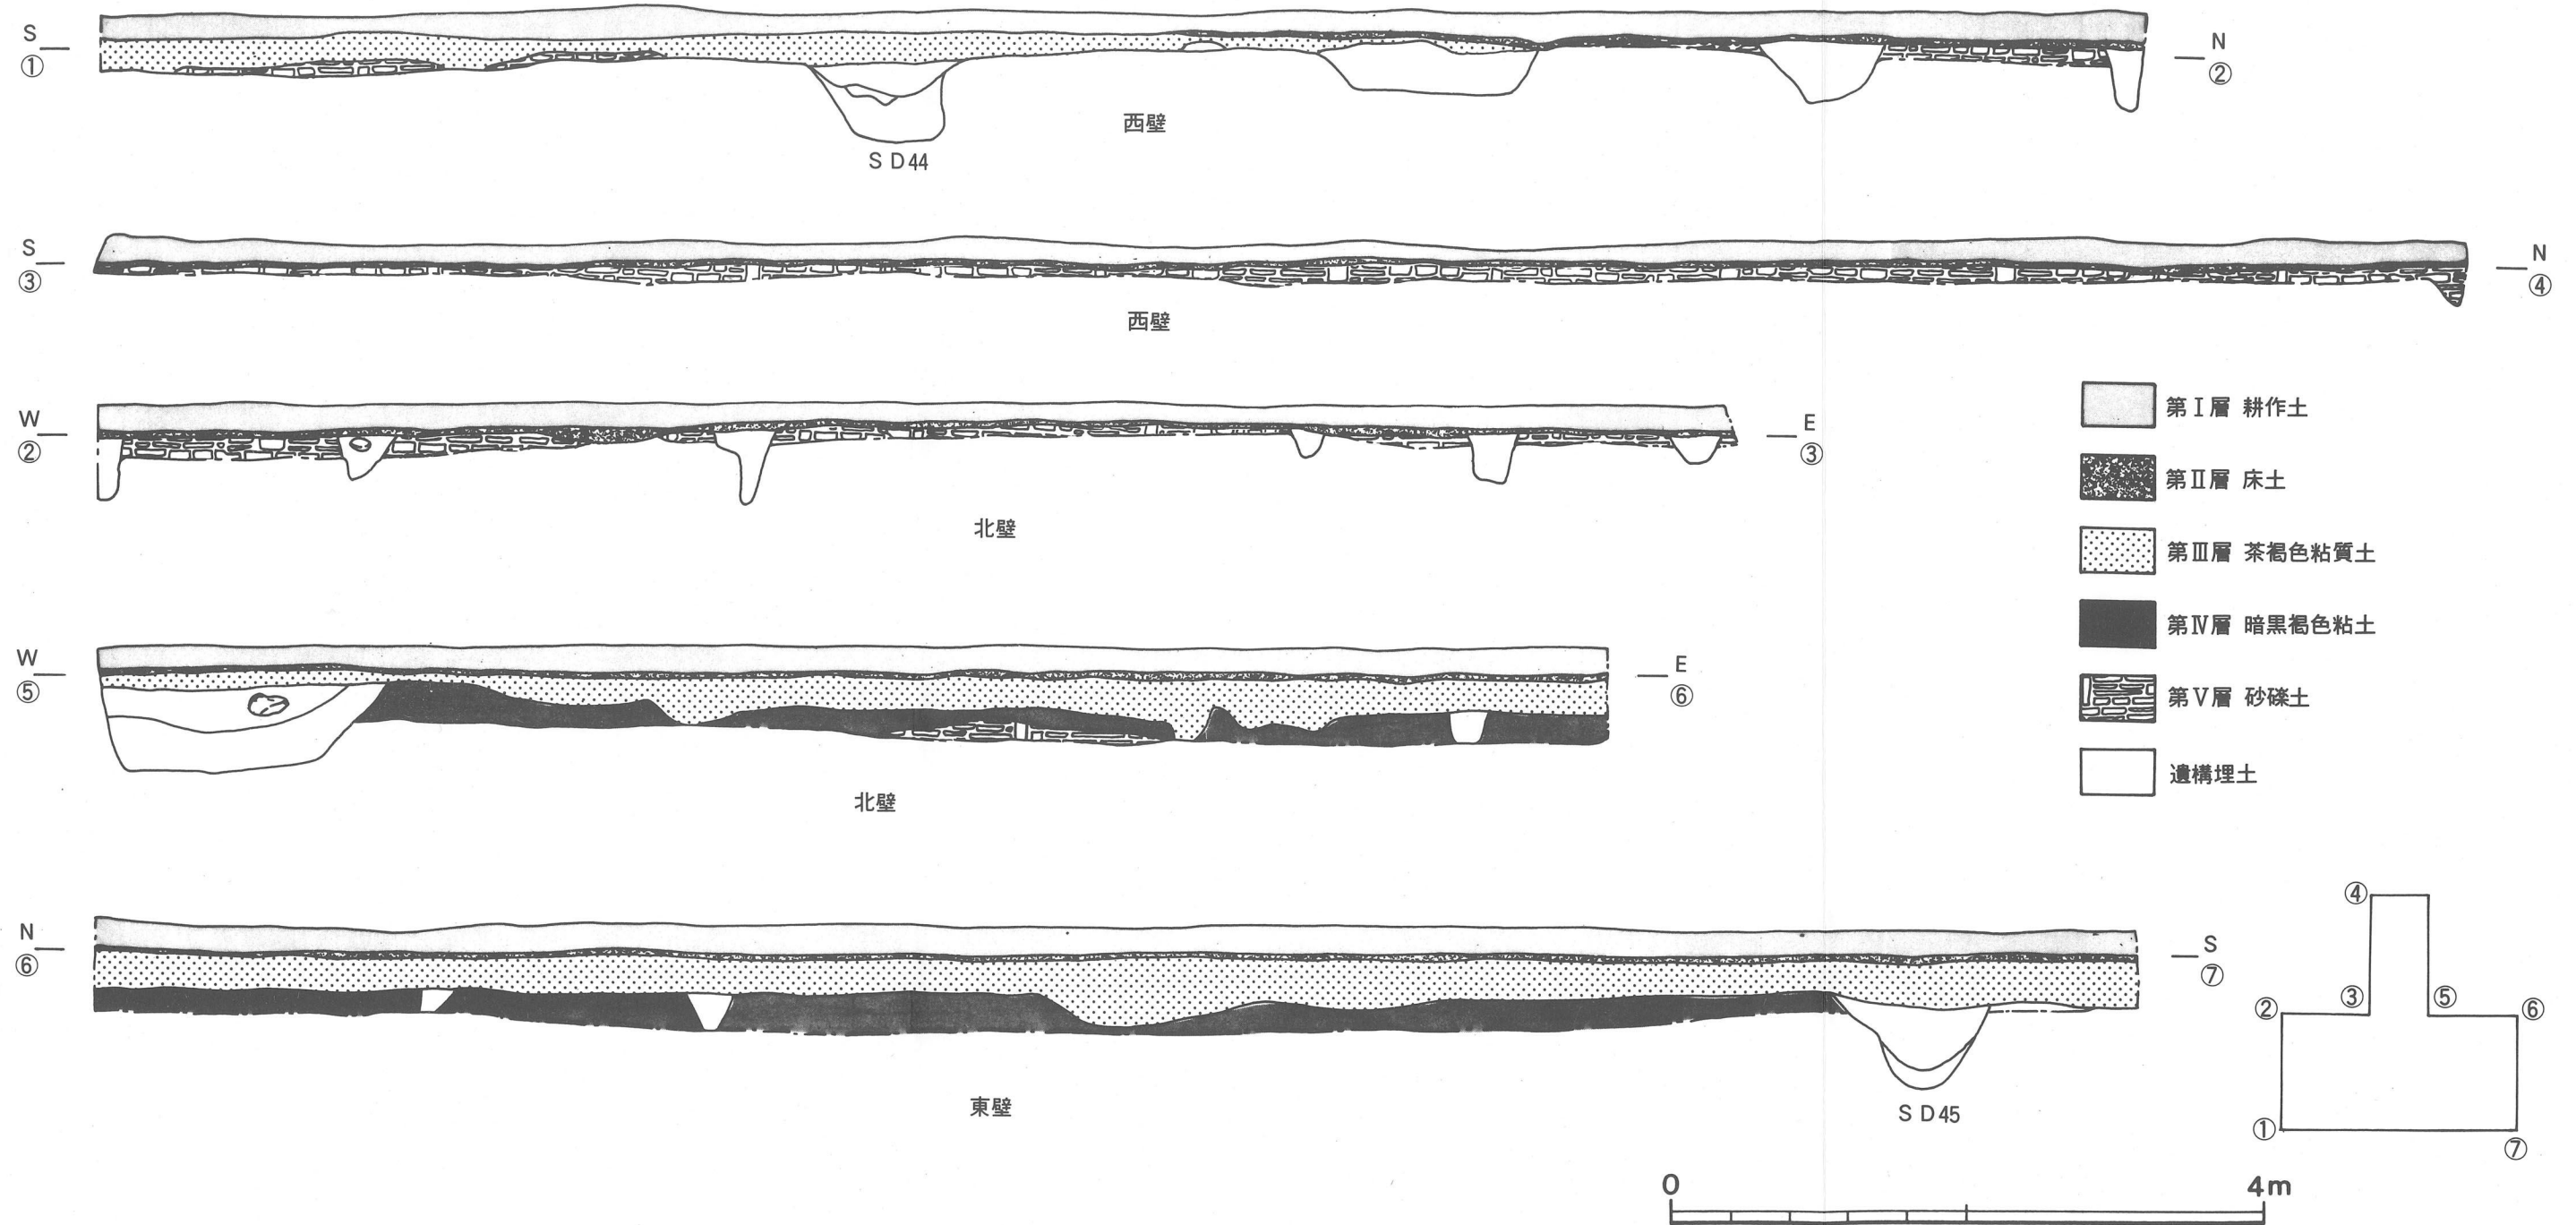 S
①
N
②
西壁
S D44
S
③
N
④
西壁
W
②
E
③
北壁
W
⑤
E
⑥
北壁
N
⑥
S
⑦
東壁
S D45
第Ⅰ層 耕作土
第Ⅱ層 床土
第Ⅲ層 茶褐色粘質土
第Ⅳ層 暗黒褐色粘土
第Ⅴ層 砂礫土
遺構埋土
④
② ③ ⑤ ⑥
①
⑦
0 4m